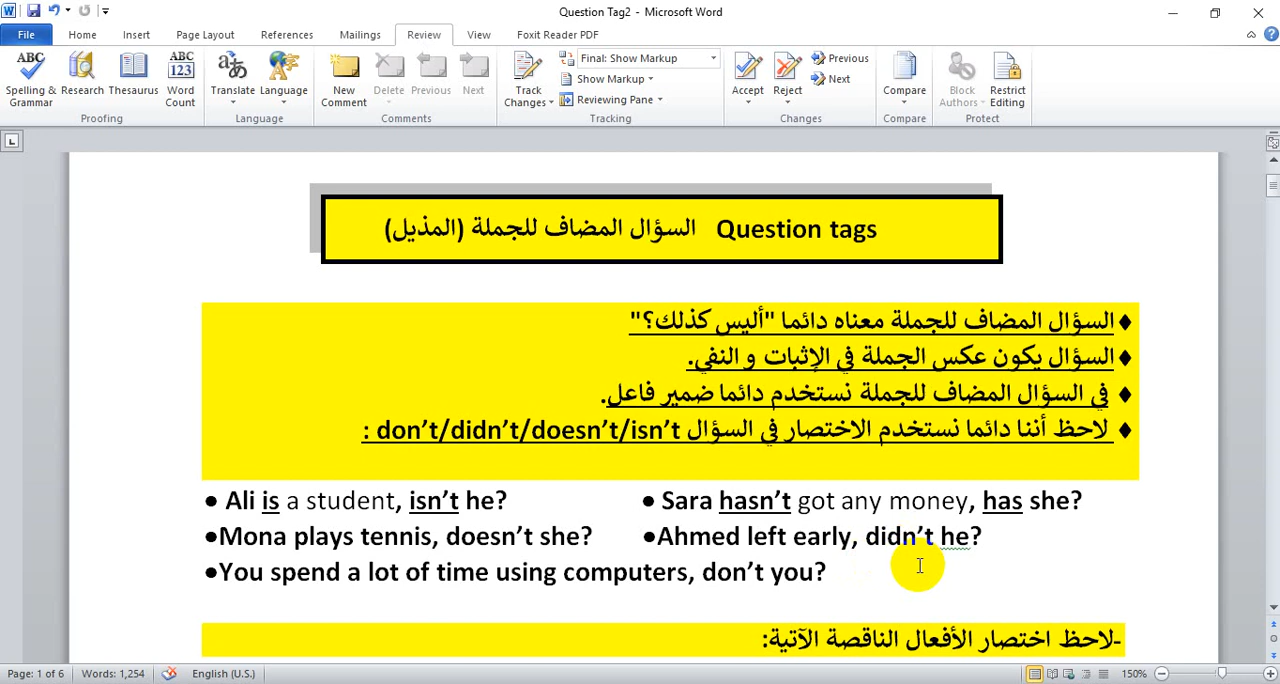 Question Tag2 - Microsoft Word
File Home Insert Page Layout References Mailings Review View Foxit Reader PDF
Spelling & Grammar Research Thesaurus Word Count Translate Language New Comment Delete Previous Next Track Changes Final: Show Markup Show Markup Reviewing Pane Accept Reject Previous Next Compare Block Authors Restrict Editing
Proofing Language Comments Tracking Changes Compare Protect
Question tags السؤال المضاف للجملة (المذيل)
♦ السؤال المضاف للجملة معناه دائما "أليس كذلك؟"
♦ السؤال يكون عكس الجملة في الإثبات و النفي.
♦ في السؤال المضاف للجملة نستخدم دائما ضمير فاعل.
♦ لاحظ أننا دائما نستخدم الاختصار في السؤال don’t/didn’t/doesn’t/isn’t :
● Ali is a student, isn’t he? ● Sara hasn’t got any money, has she?
●Mona plays tennis, doesn’t she? ●Ahmed left early, didn’t he?
●You spend a lot of time using computers, don’t you?
-لاحظ اختصار الأفعال الناقصة الآتية:
Page: 1 of 6 Words: 1,254 English (U.S.) 150%